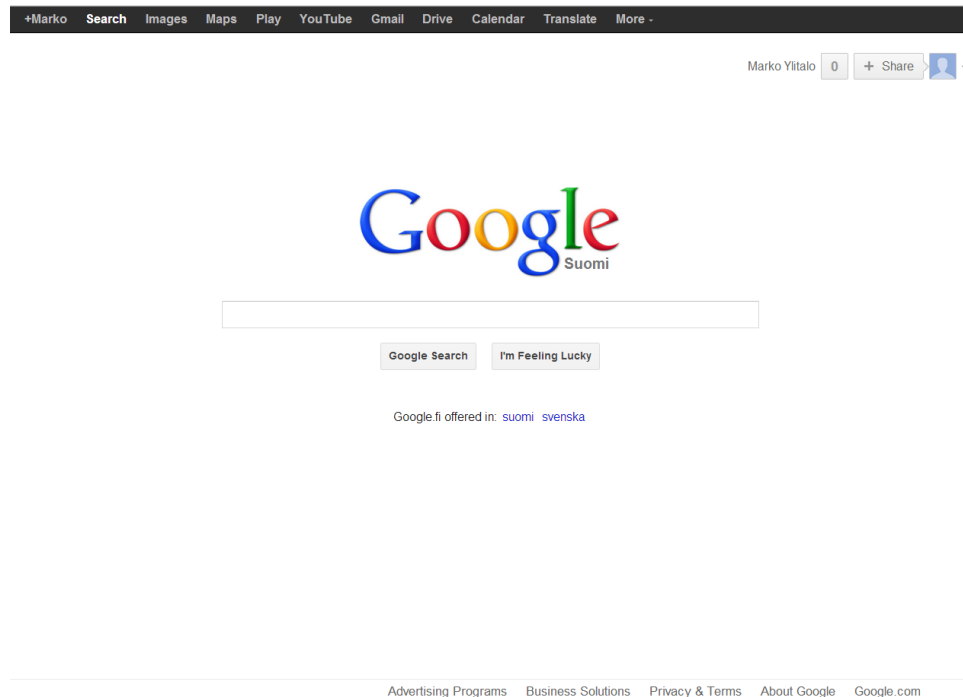 +Marko Search Images Maps Play YouTube Gmail Drive Calendar Translate More
Marko Ylitalo 0 + Share
Google
Suomi
Google Search I'm Feeling Lucky
Google.fi offered in: suomi svenska
Advertising Programs Business Solutions Privacy & Terms About Google Google.com